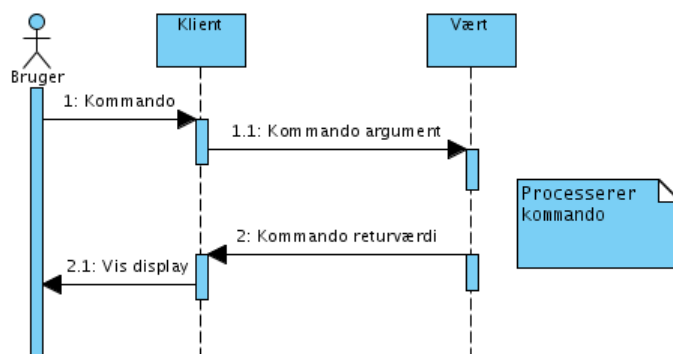 Klient
Vært
Bruger
1: Kommando
1.1: Kommando argument
Processerer
kommando
2: Kommando returværdi
2.1: Vis display